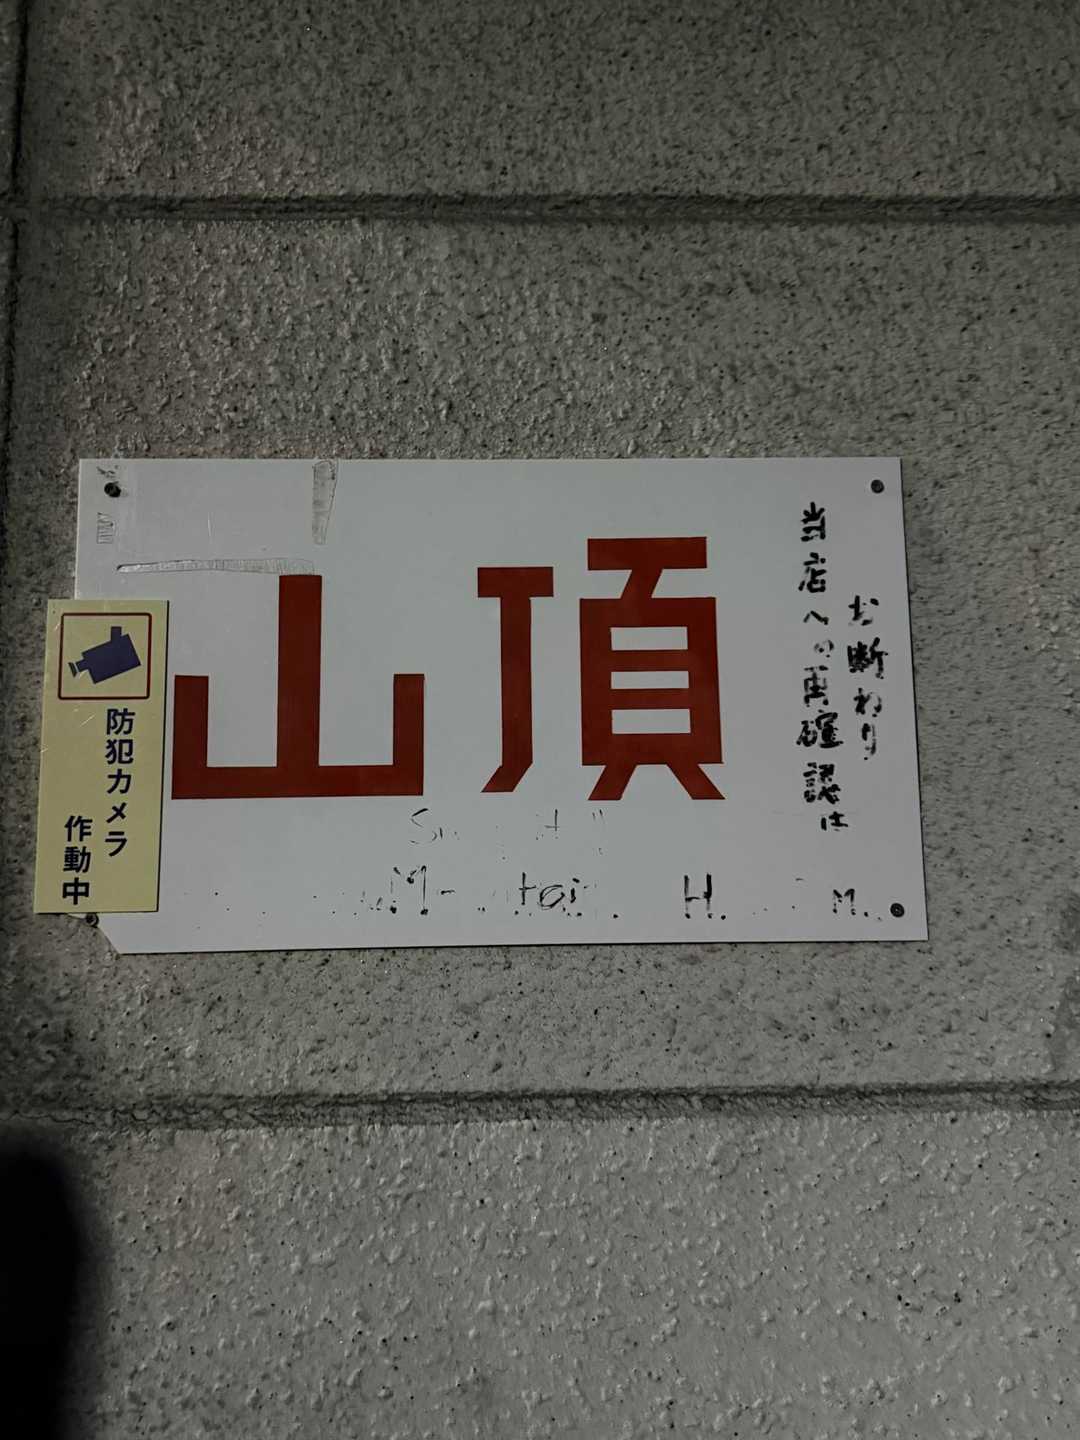 山頂
当店への再確認は
お断わり
防犯カメラ
作動中